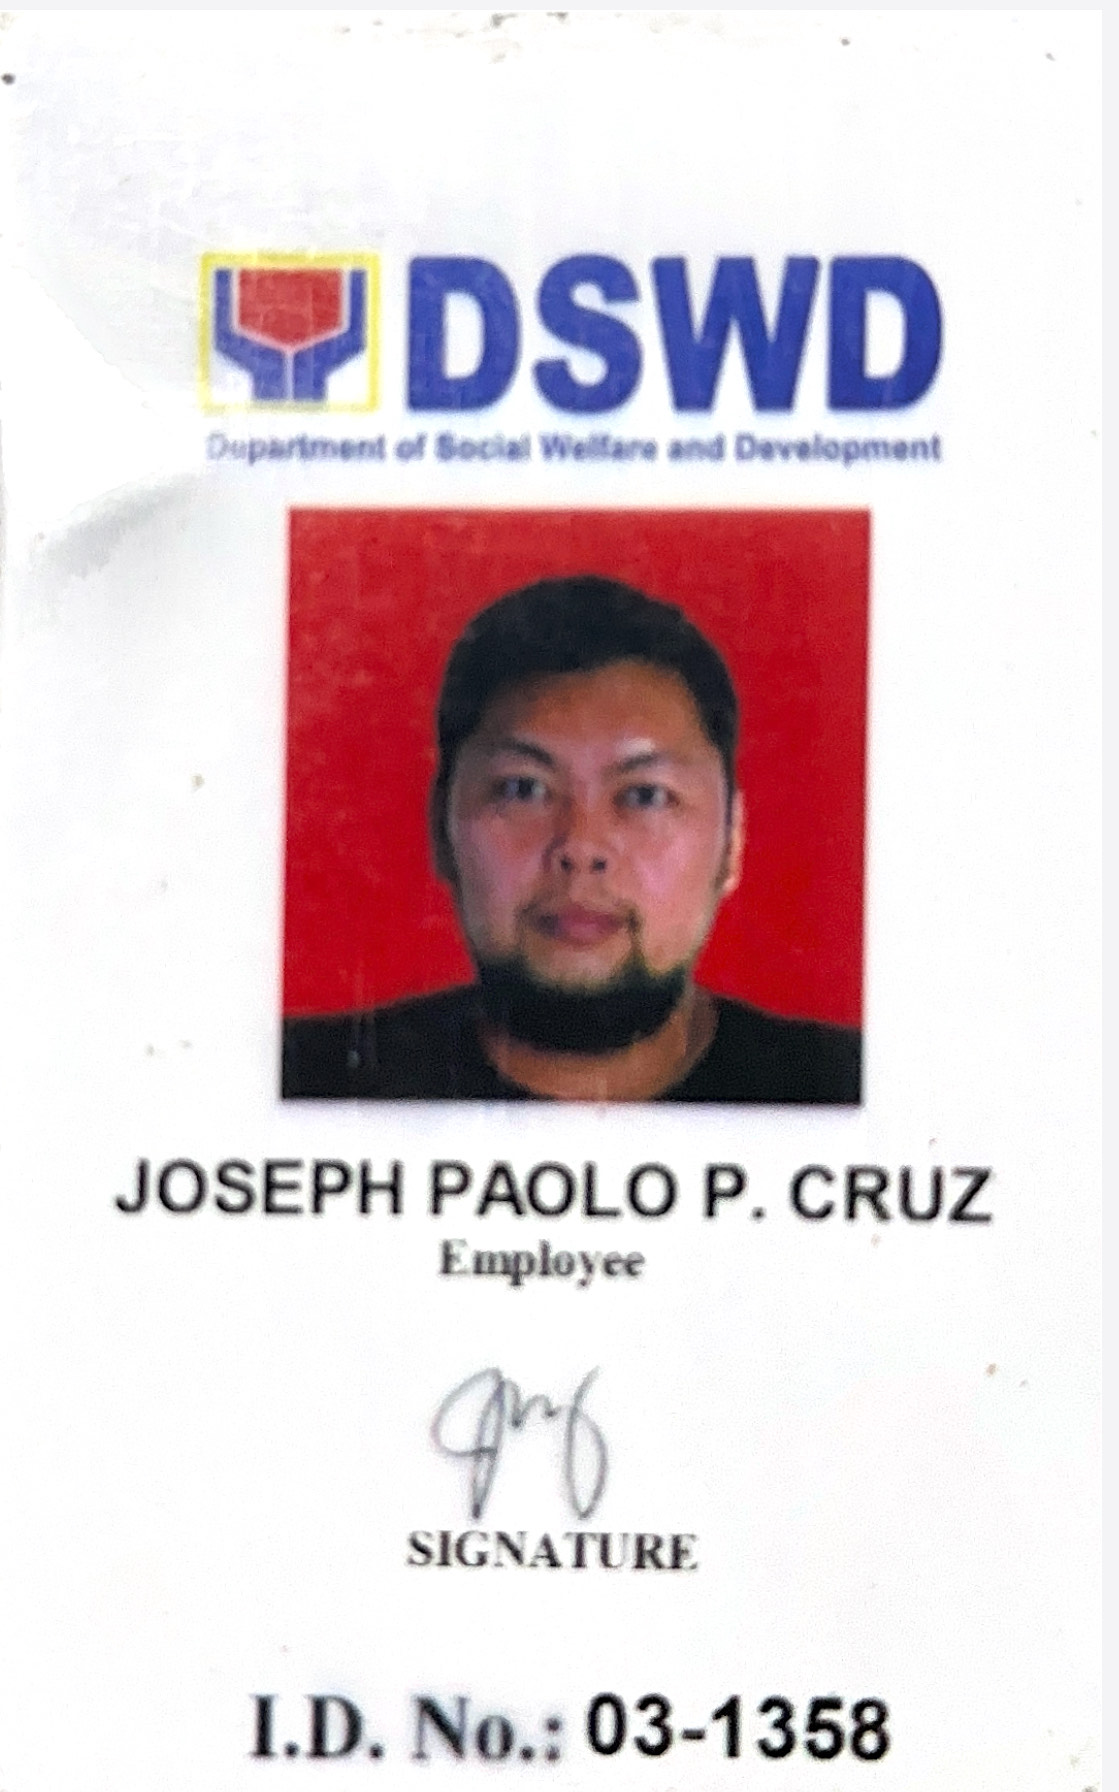 DSWD
Department of Social Welfare and Development
JOSEPH PAOLO P. CRUZ
Employee
SIGNATURE
I.D. No.: 03-1358